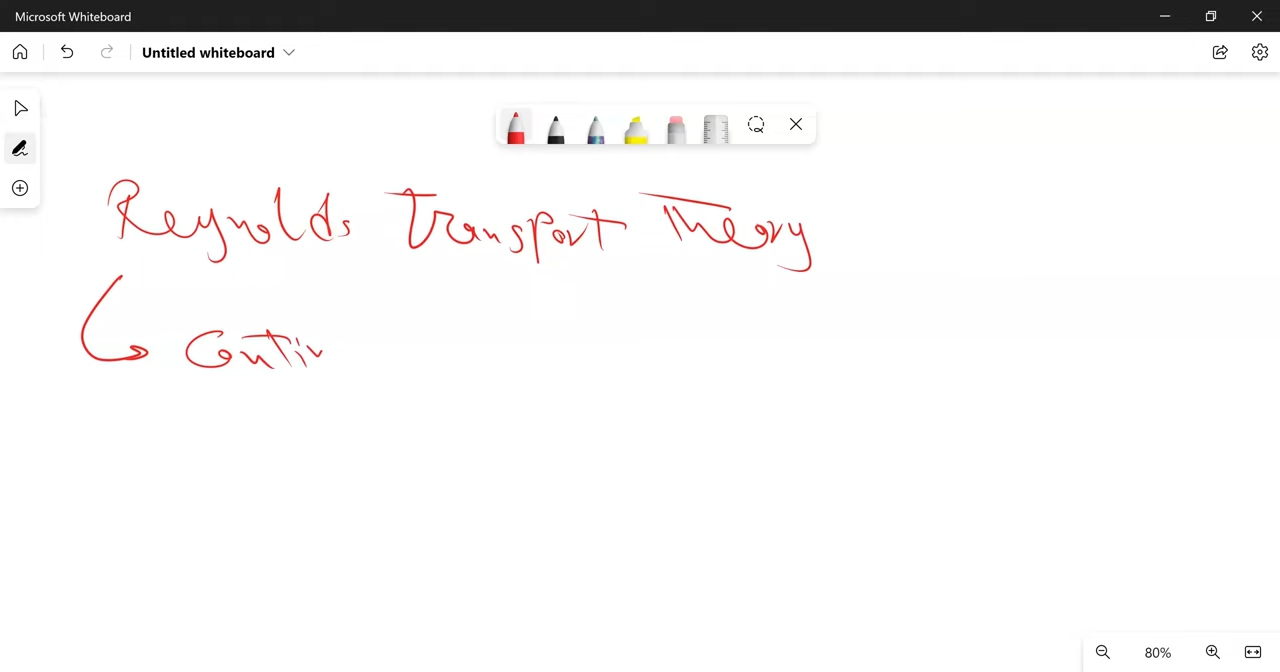 Microsoft Whiteboard
Untitled whiteboard
Reynolds Transport Theory
Contin
80%